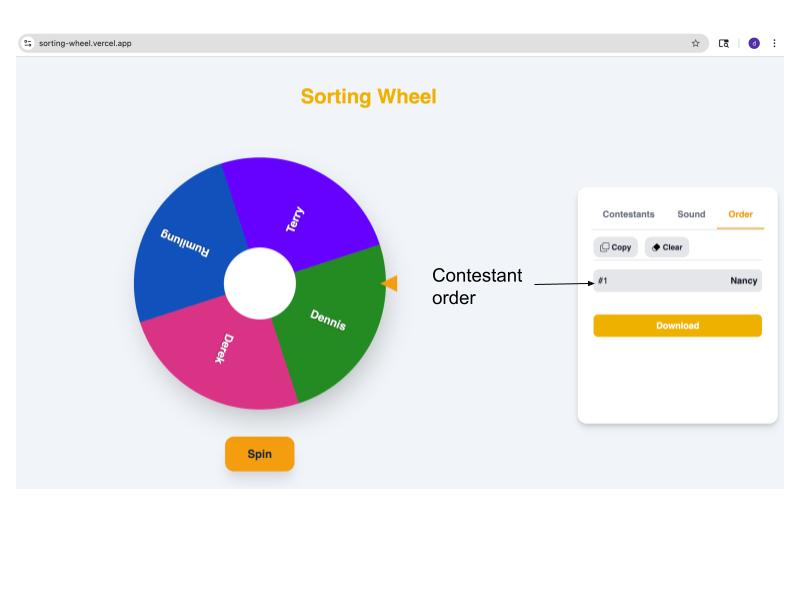 sorting-wheel.vercel.app
d
Sorting Wheel
Terry
Rumilung
Dennis
Derek
Spin
Contestant
order
Contestants Sound Order
Copy Clear
#1 Nancy
Download